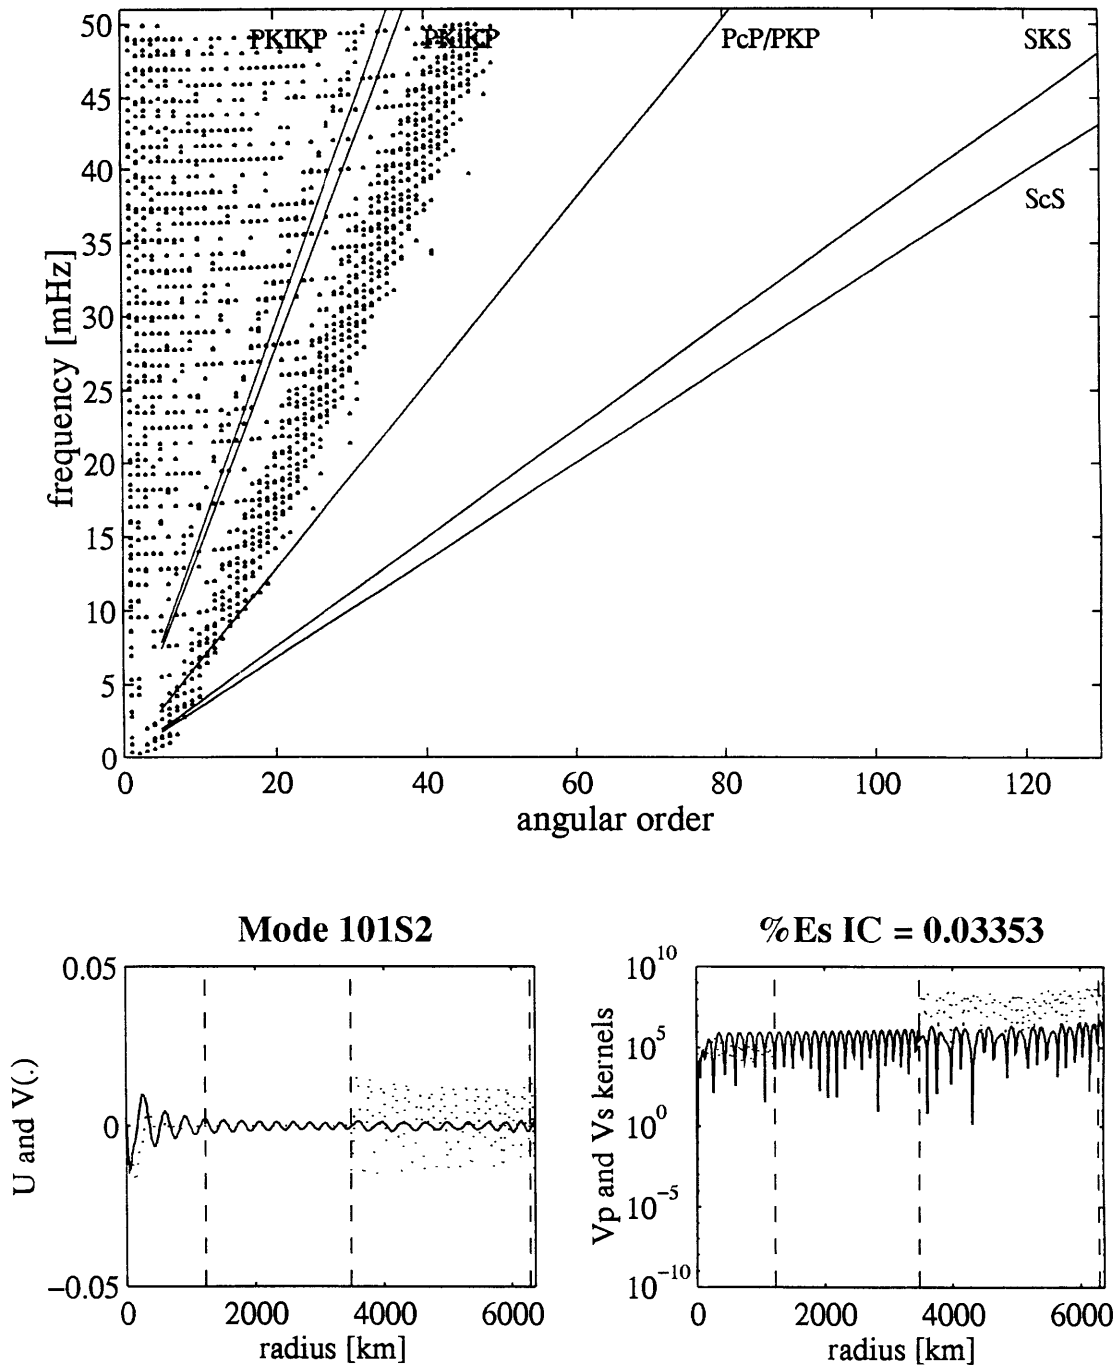 50
45
40
35
30
25
20
15
10
5
0
frequency [mHz]
PKIKP
PKiKP
PcP/PKP
SKS
ScS
0 20 40 60 80 100 120
angular order
Mode 101S2
0.05
0
−0.05
U and V(.)
0 2000 4000 6000
radius [km]
%Es IC = 0.03353
10^10
10^5
10^0
10^−5
10^−10
Vp and Vs kernels
0 2000 4000 6000
radius [km]